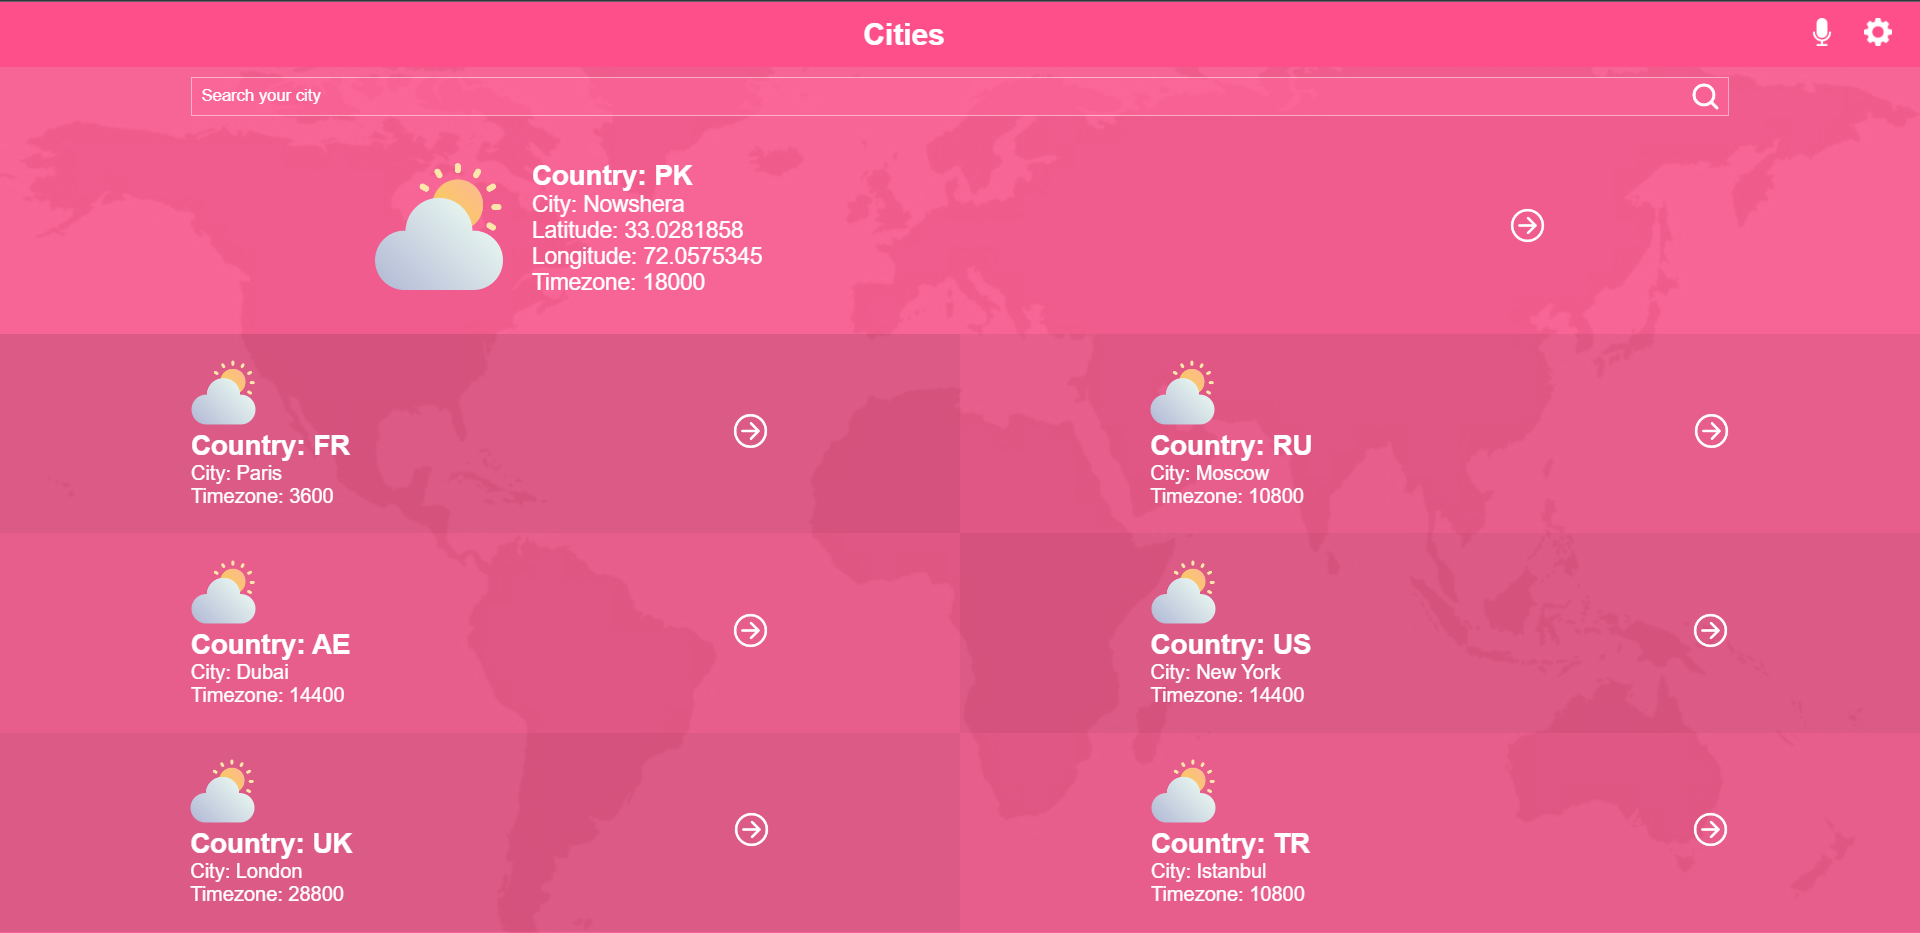 Cities
Search your city
Country: PK
City: Nowshera
Latitude: 33.0281858
Longitude: 72.0575345
Timezone: 18000
Country: FR
City: Paris
Timezone: 3600
Country: RU
City: Moscow
Timezone: 10800
Country: AE
City: Dubai
Timezone: 14400
Country: US
City: New York
Timezone: 14400
Country: UK
City: London
Timezone: 28800
Country: TR
City: Istanbul
Timezone: 10800